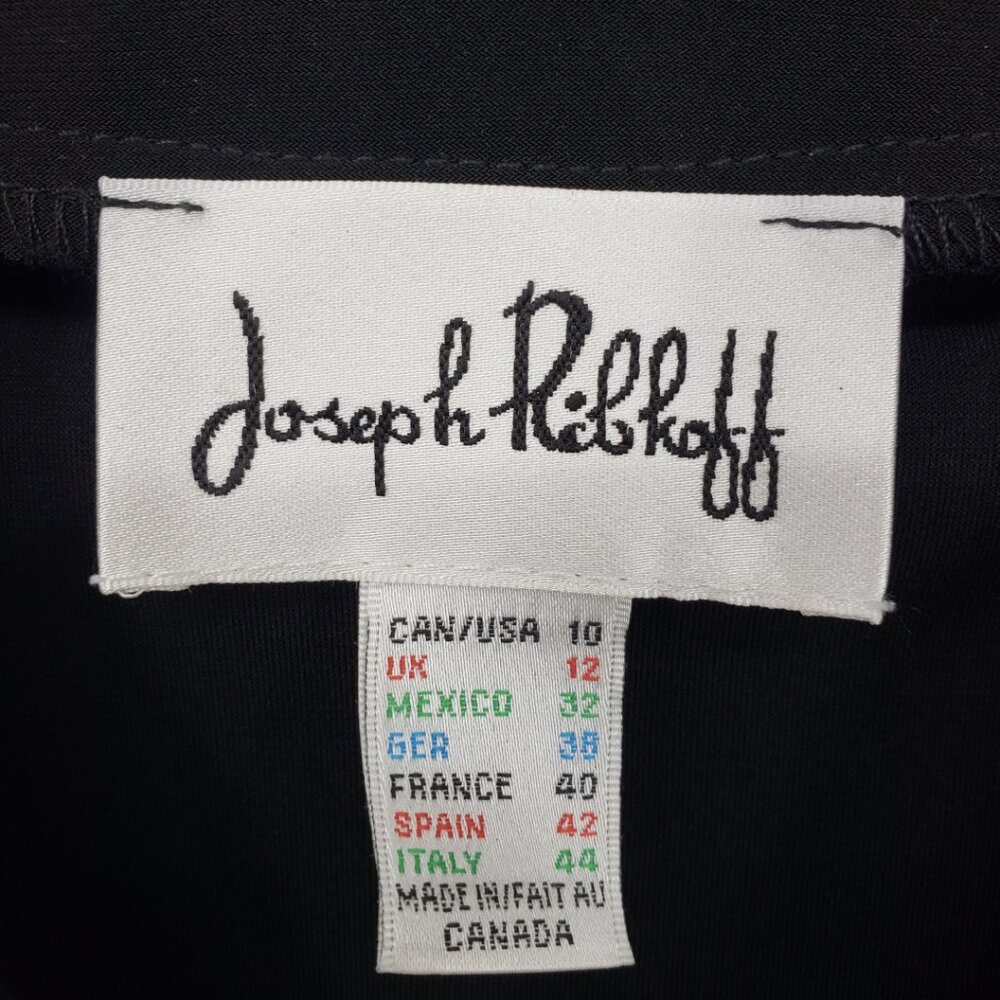 Joseph Ribkoff
CAN/USA 10
UK 12
MEXICO 32
GER 38
FRANCE 40
SPAIN 42
ITALY 44
MADE IN/FAIT AU
CANADA